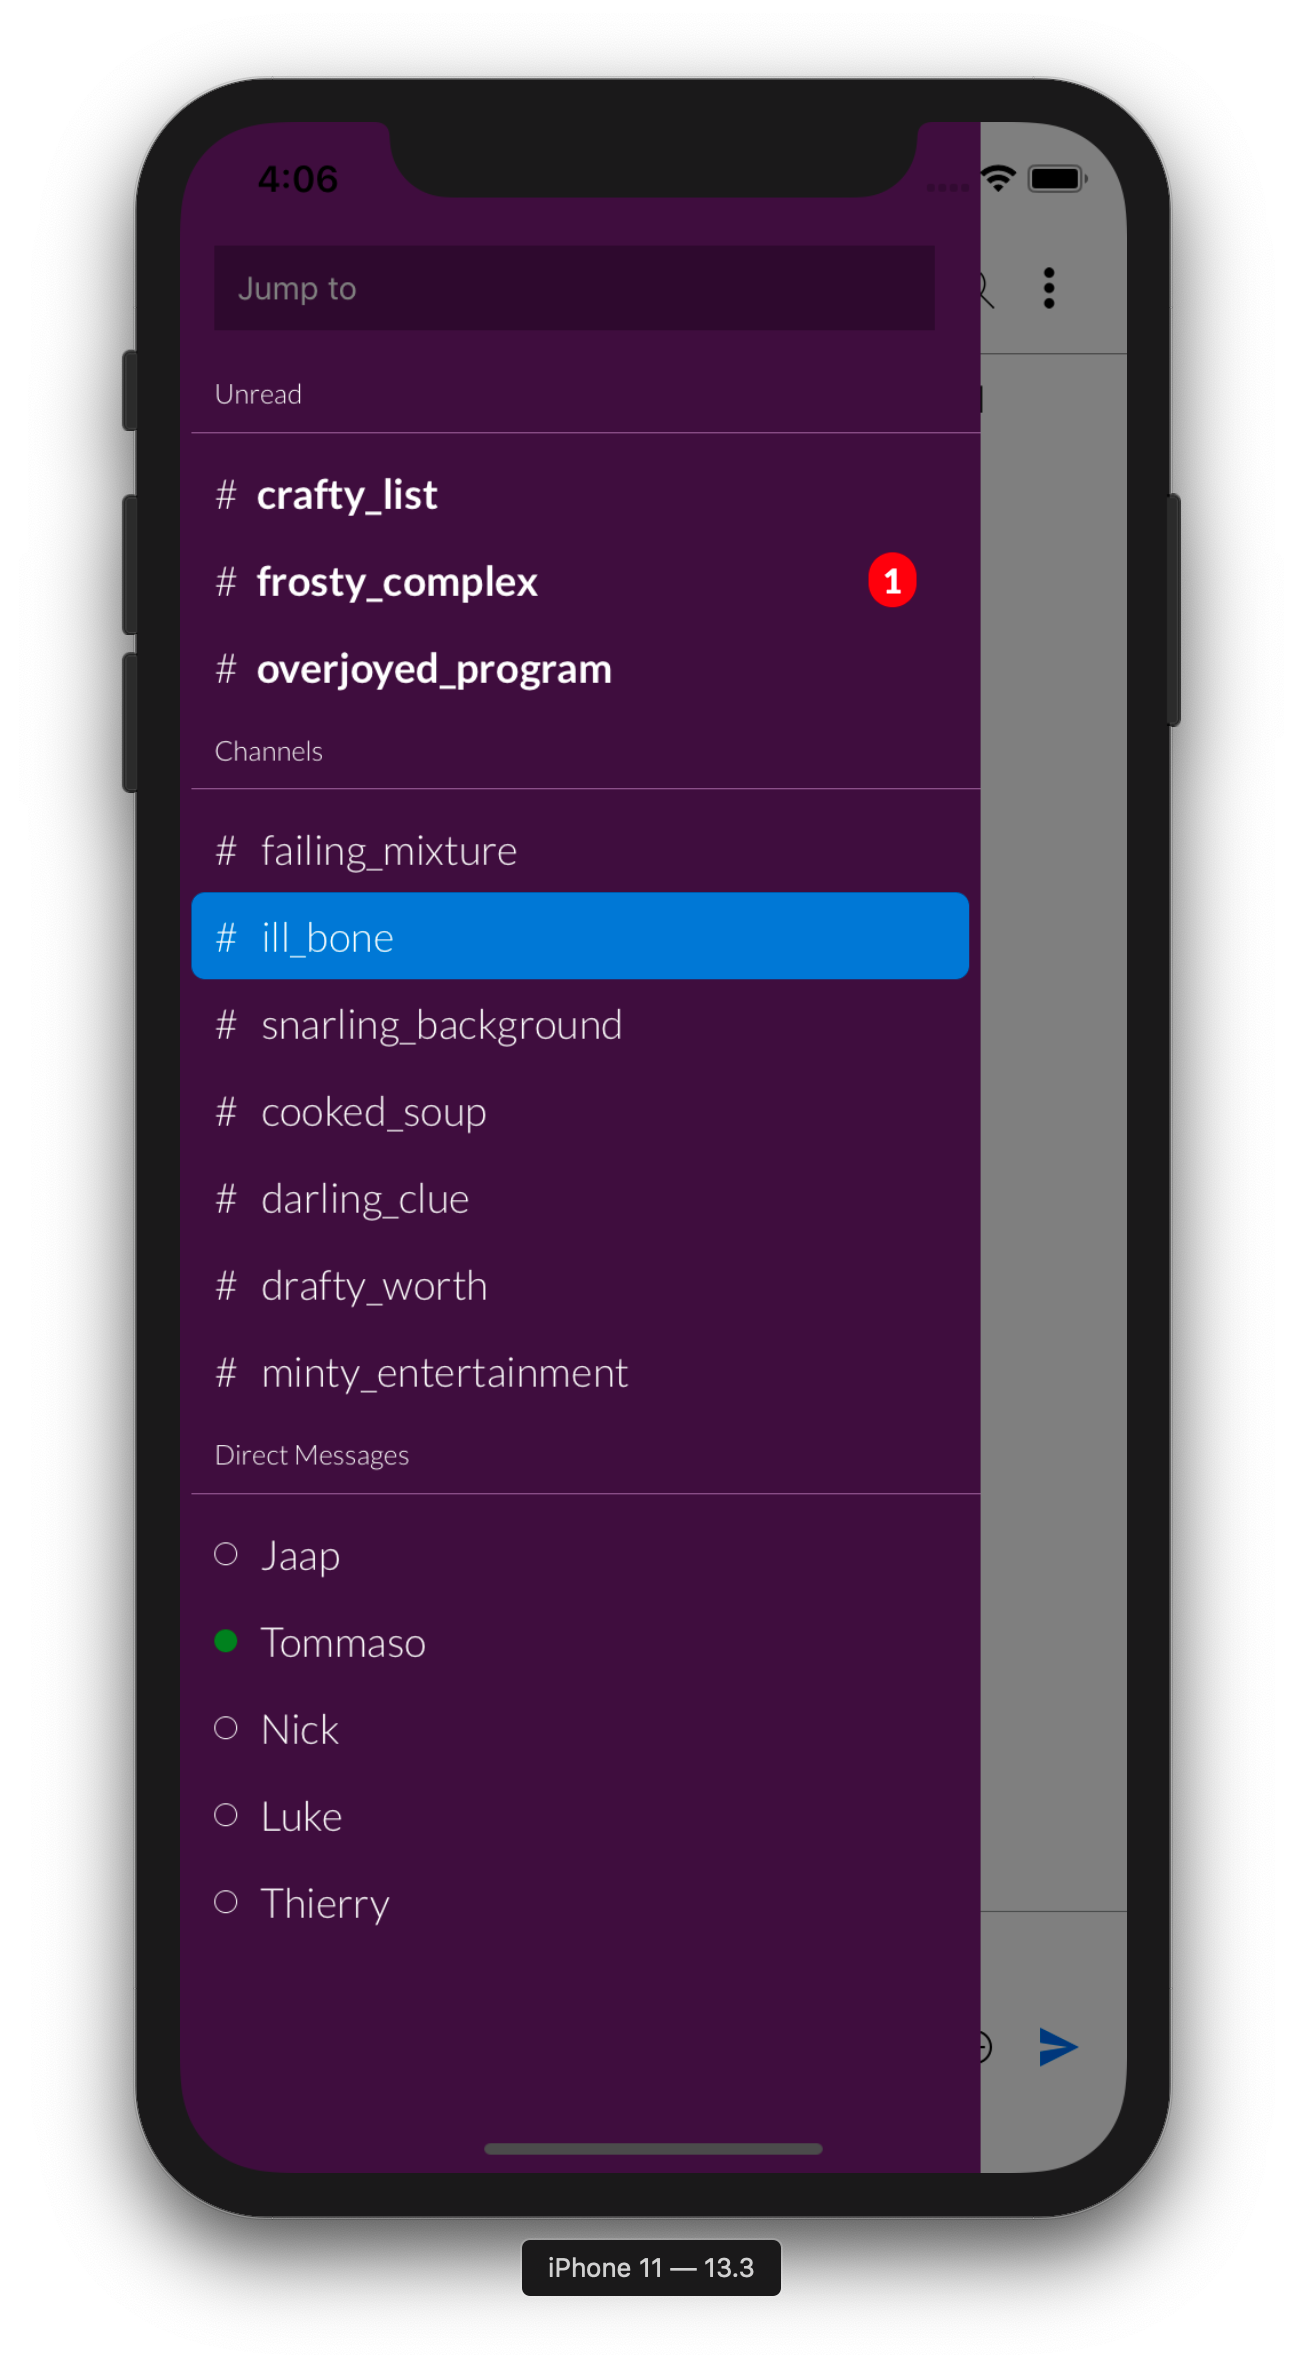 4:06
Jump to
Unread
# crafty_list
# frosty_complex 1
# overjoyed_program
Channels
# failing_mixture
# ill_bone
# snarling_background
# cooked_soup
# darling_clue
# drafty_worth
# minty_entertainment
Direct Messages
Jaap
Tommaso
Nick
Luke
Thierry
iPhone 11 — 13.3